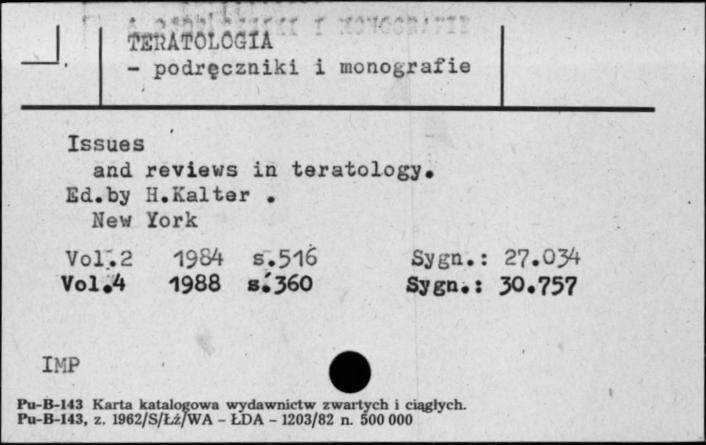 TERATOLOGIA
- podręczniki i monografie
Issues
and reviews in teratology.
Ed.by H.Kalter .
New York
Vol.2 1984 s.516 Sygn.: 27.034
Vol.4 1988 s.360 Sygn.: 30.757
IMP
Pu-B-143 Karta katalogowa wydawnictw zwartych i ciągłych.
Pu-B-143, z. 1962/S/Łż/WA - ŁDA - 1203/82 n. 500 000